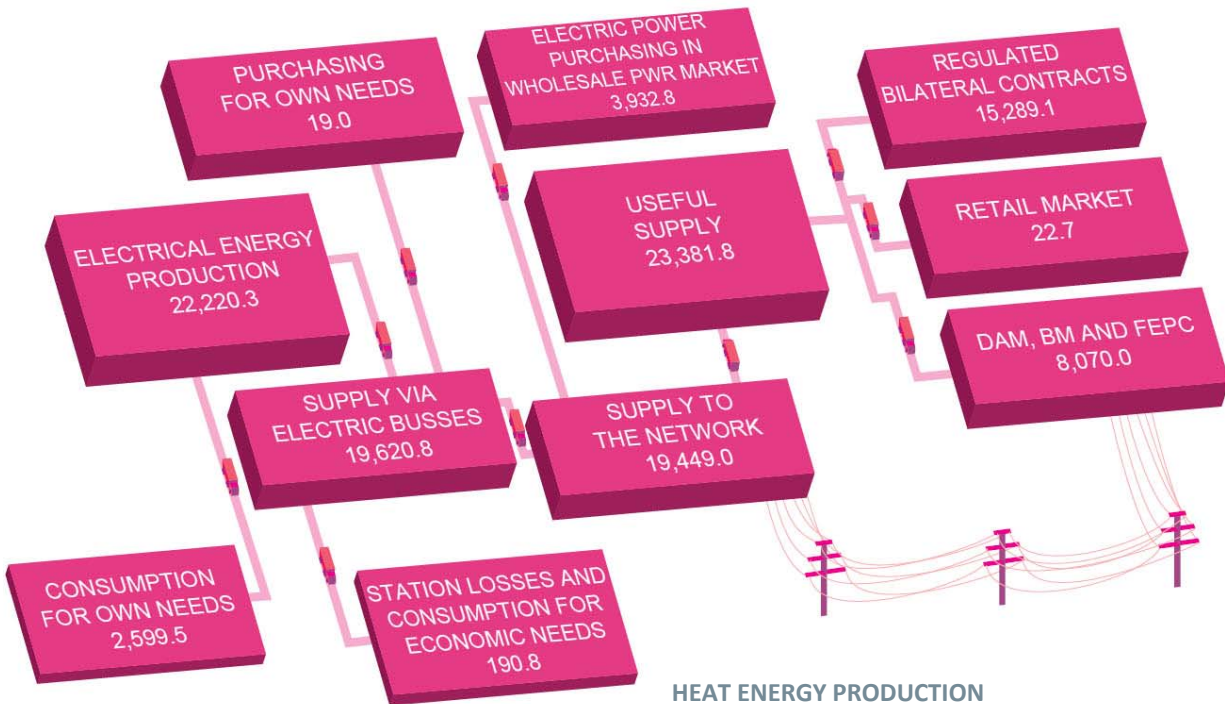 PURCHASING
FOR OWN NEEDS
19.0
ELECTRIC POWER
PURCHASING IN
WHOLESALE PWR MARKET
3,932.8
REGULATED
BILATERAL CONTRACTS
15,289.1
ELECTRICAL ENERGY
PRODUCTION
22,220.3
USEFUL
SUPPLY
23,381.8
RETAIL MARKET
22.7
DAM, BM AND FEPC
8,070.0
SUPPLY VIA
ELECTRIC BUSSES
19,620.8
SUPPLY TO
THE NETWORK
19,449.0
CONSUMPTION
FOR OWN NEEDS
2,599.5
STATION LOSSES AND
CONSUMPTION FOR
ECONOMIC NEEDS
190.8
HEAT ENERGY PRODUCTION